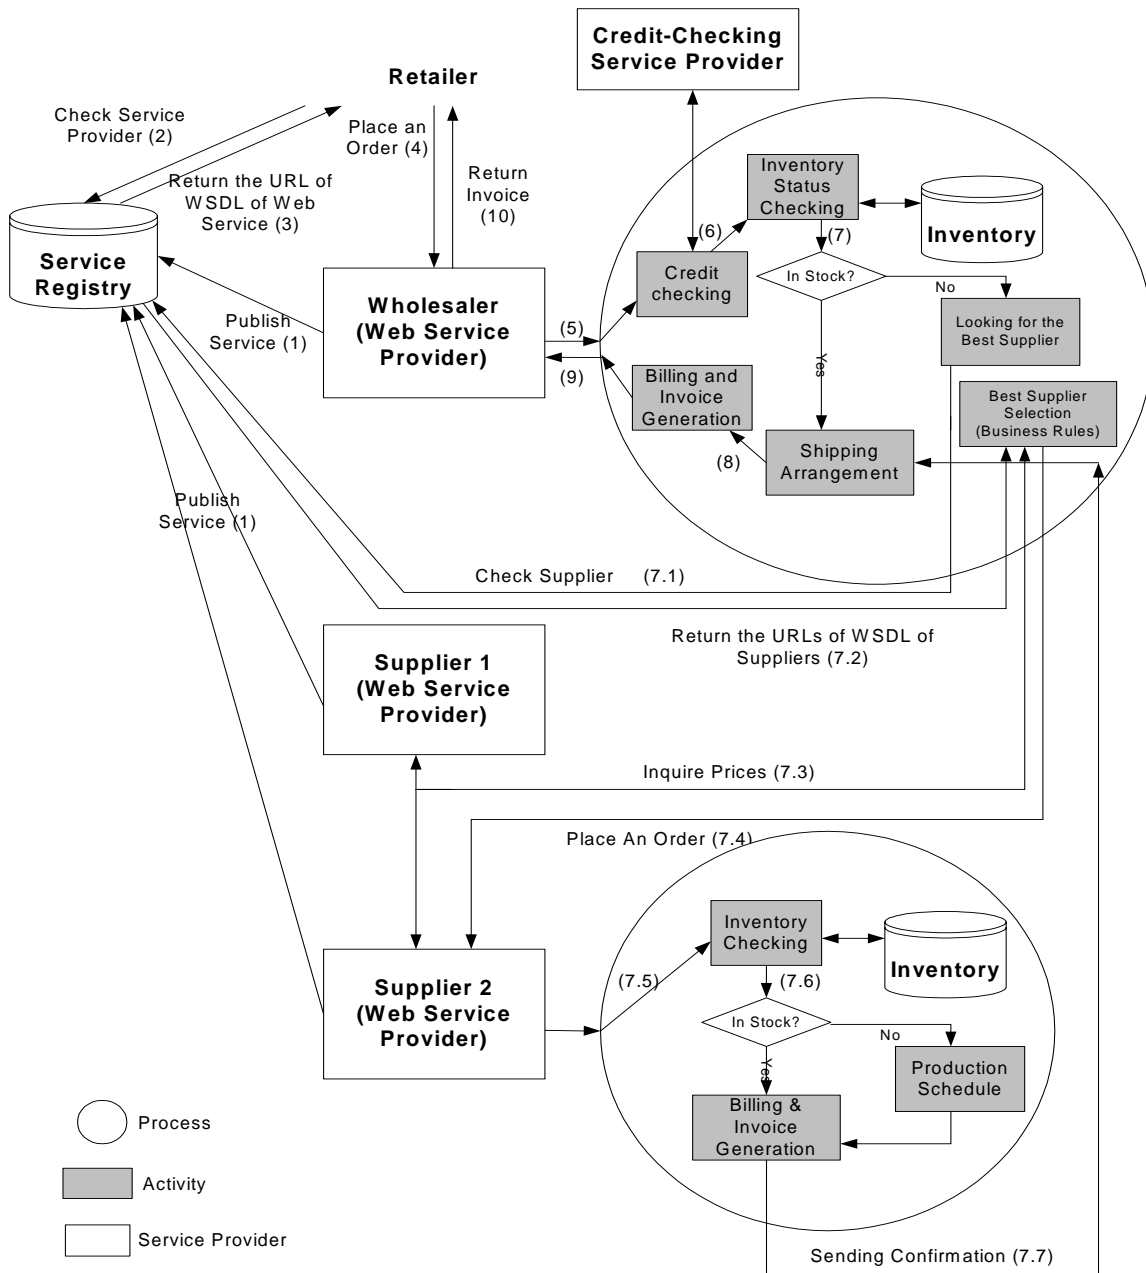 Credit-Checking
Service Provider
Retailer
Check Service
Provider (2)
Place an
Order (4)
Return the URL of
WSDL of Web
Service (3)
Return
Invoice
(10)
Inventory
Status
Checking
Inventory
(6)
(7)
Service
Registry
Credit
checking
In Stock?
No
Wholesaler
(Web Service
Provider)
Publish
Service (1)
(5)
(9)
Looking for the
Best Supplier
Yes
Billing and
Invoice
Generation
Best Supplier
Selection
(Business Rules)
Shipping
Arrangement
(8)
Publish
Service (1)
Check Supplier (7.1)
Return the URLs of WSDL of
Suppliers (7.2)
Supplier 1
(Web Service
Provider)
Inquire Prices (7.3)
Place An Order (7.4)
Inventory
Checking
Inventory
(7.5)
(7.6)
Supplier 2
(Web Service
Provider)
In Stock?
No
Yes
Production
Schedule
Billing &
Invoice
Generation
Process
Activity
Service Provider
Sending Confirmation (7.7)